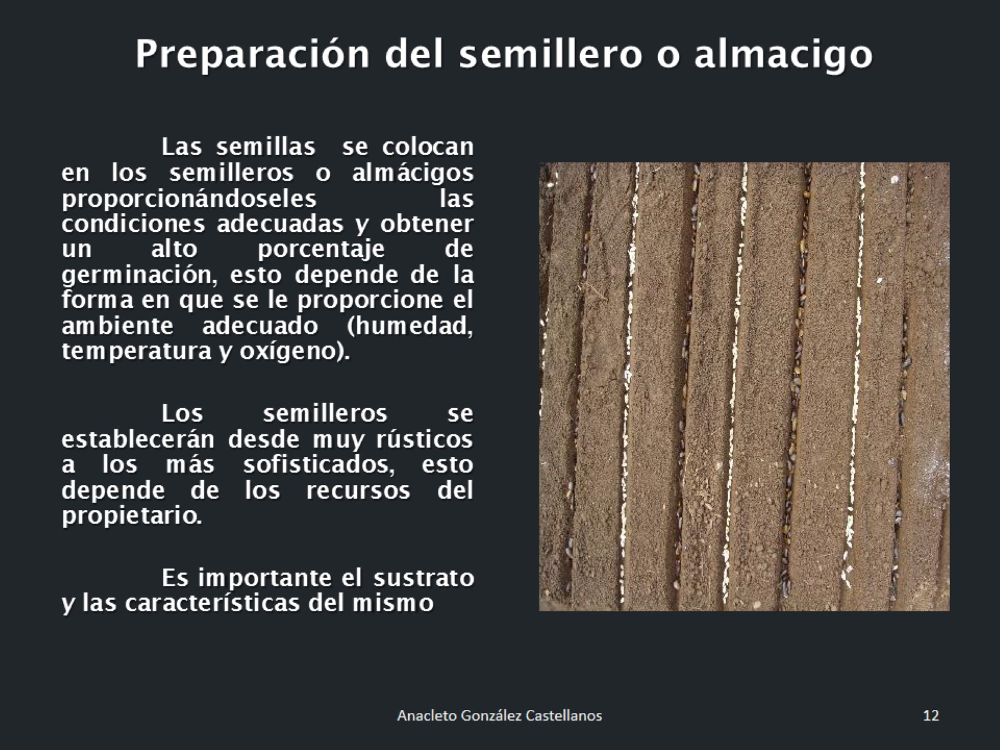 Preparación del semillero o almacigo
Las semillas se colocan
en los semilleros o almácigos
proporcionándoseles las
condiciones adecuadas y obtener
un alto porcentaje de
germinación, esto depende de la
forma en que se le proporcione el
ambiente adecuado (humedad,
temperatura y oxígeno).
Los semilleros se
establecerán desde muy rústicos
a los más sofisticados, esto
depende de los recursos del
propietario.
Es importante el sustrato
y las características del mismo
Anacleto González Castellanos
12